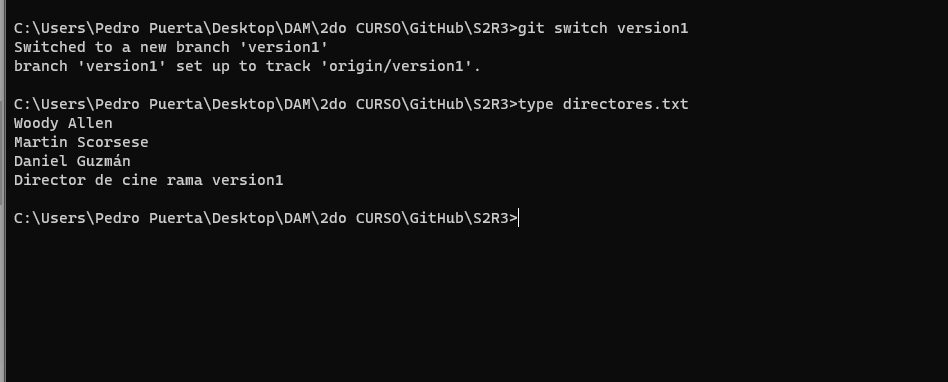 C:\Users\Pedro Puerta\Desktop\DAM\2do CURSO\GitHub\S2R3>git switch version1
Switched to a new branch 'version1'
branch 'version1' set up to track 'origin/version1'.
C:\Users\Pedro Puerta\Desktop\DAM\2do CURSO\GitHub\S2R3>type directores.txt
Woody Allen
Martin Scorsese
Daniel Guzmán
Director de cine rama version1
C:\Users\Pedro Puerta\Desktop\DAM\2do CURSO\GitHub\S2R3>